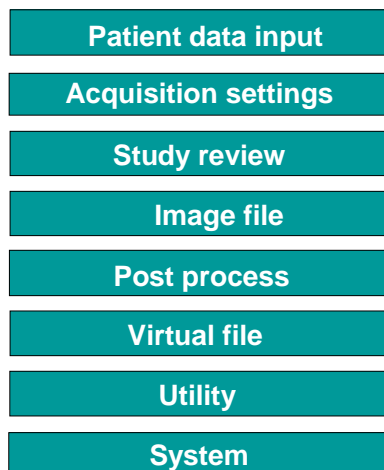 Patient data input
Acquisition settings
Study review
Image file
Post process
Virtual file
Utility
System